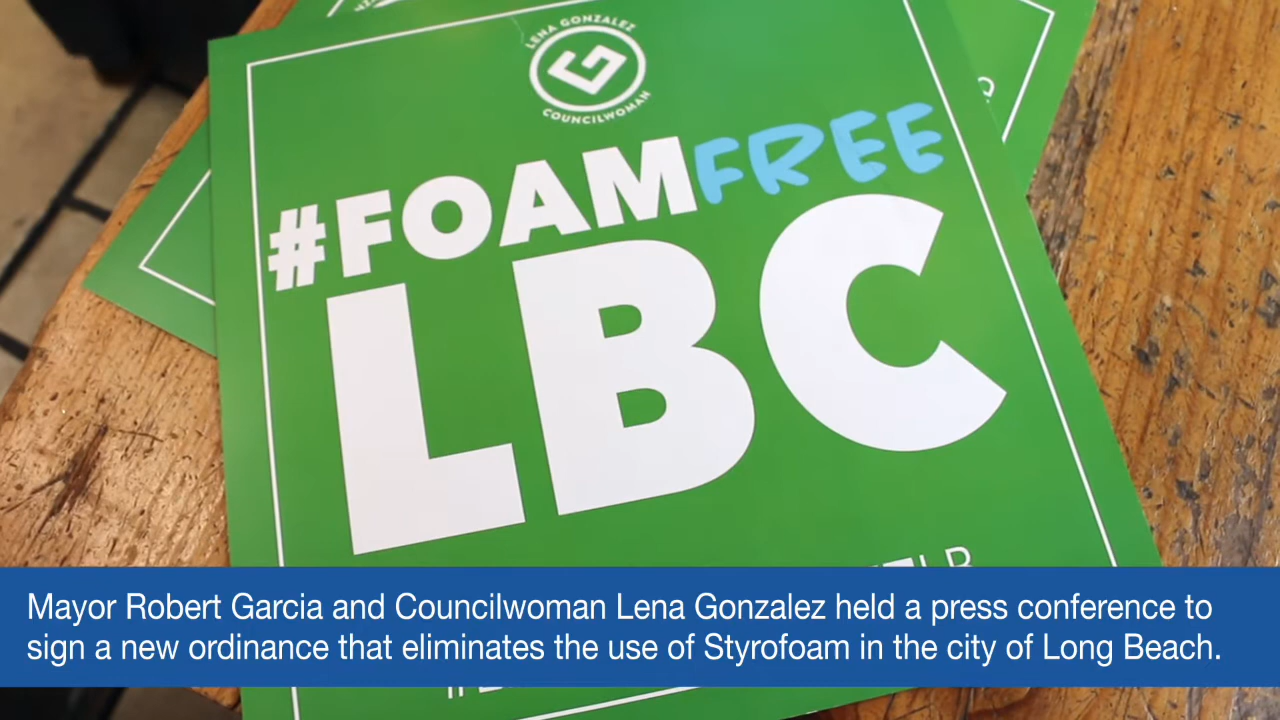 LENA GONZALEZ
G
COUNCILWOMAN
#FOAMFREE
LBC
Mayor Robert Garcia and Councilwoman Lena Gonzalez held a press conference to
sign a new ordinance that eliminates the use of Styrofoam in the city of Long Beach.